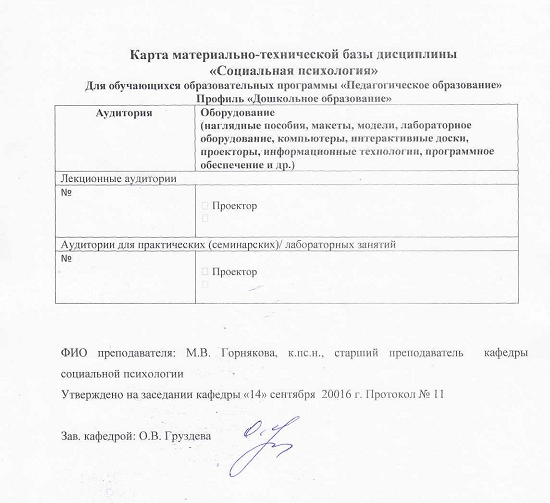 Карта материально-технической базы дисциплины
«Социальная психология»
Для обучающихся образовательных программы «Педагогическое образование»
Профиль «Дошкольное образование»
Аудитория
Оборудование
(наглядные пособия, макеты, модели, лабораторное
оборудование, компьютеры, интерактивные доски,
проекторы, информационные технологии, программное
обеспечение и др.)
Лекционные аудитории
№
Проектор
Аудитории для практических (семинарских)/ лабораторных занятий
№
Проектор
ФИО преподавателя: М.В. Горнякова, к.пс.н., старший преподаватель кафедры
социальной психологии
Утверждено на заседании кафедры «14» сентября 20016 г. Протокол № 11
Зав. кафедрой: О.В. Груздева